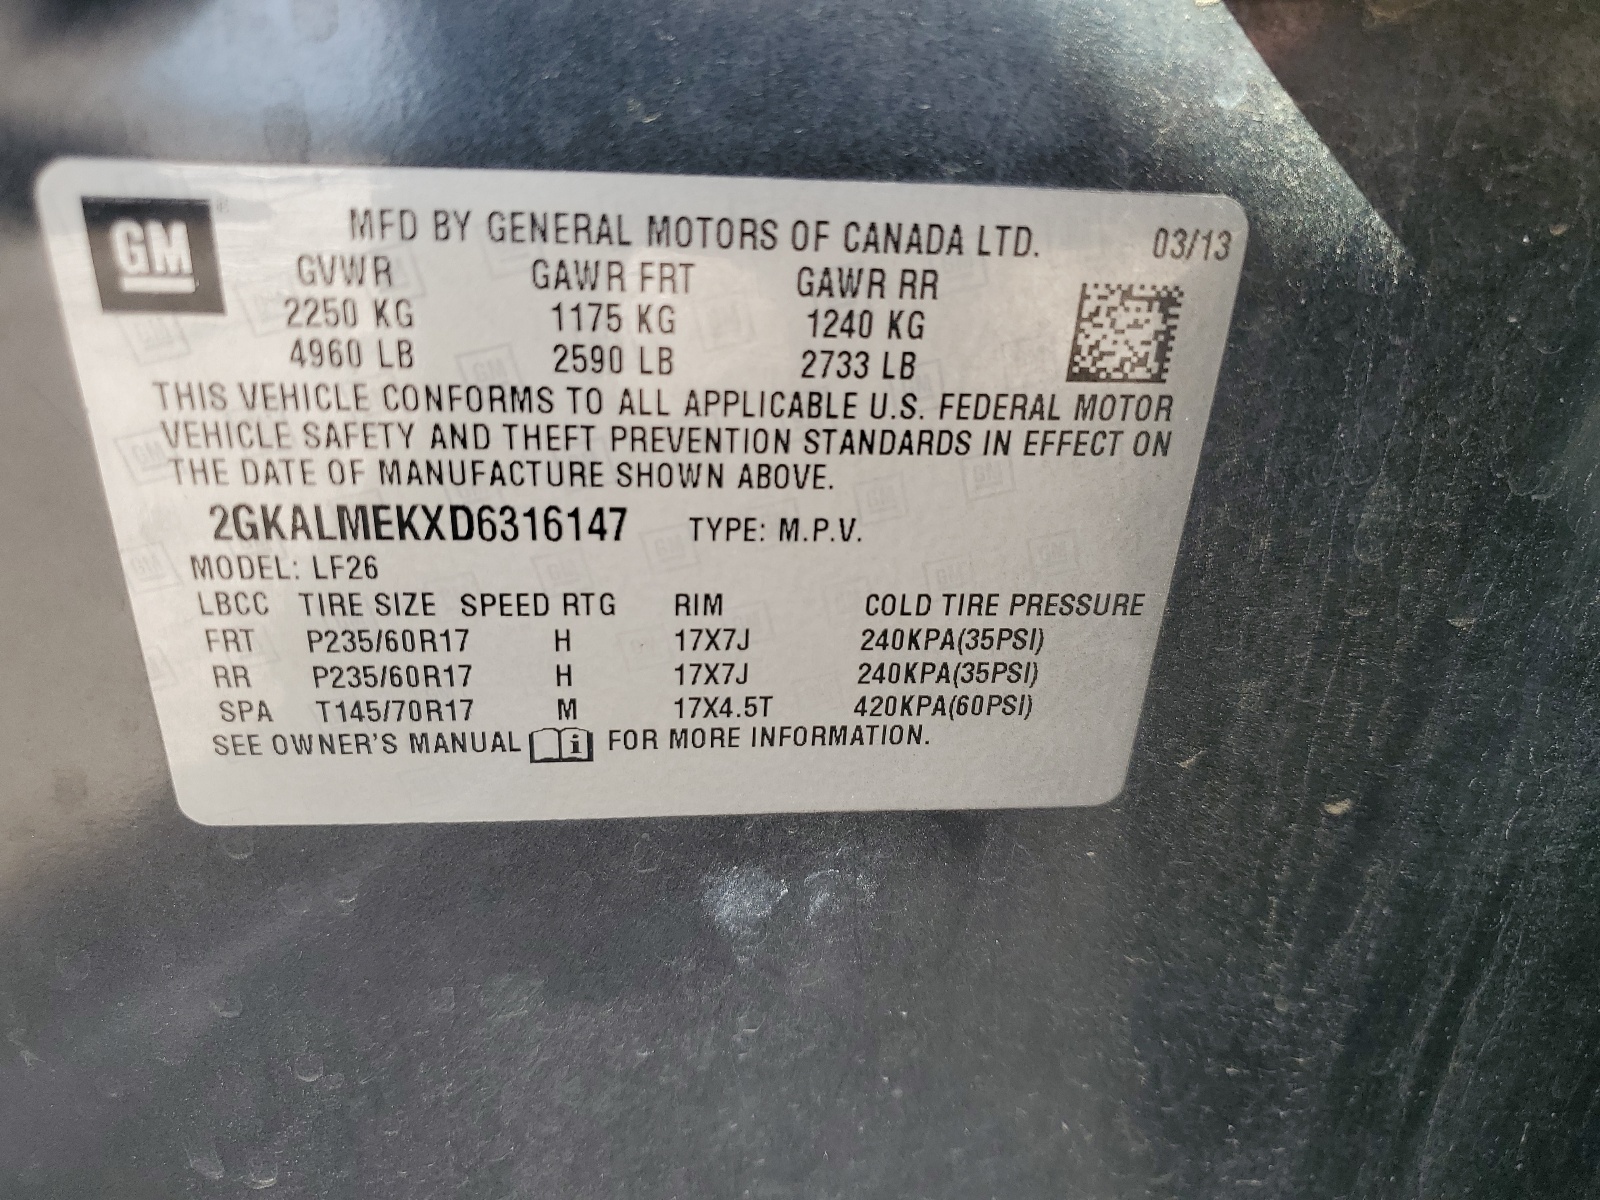 GM
MFD BY GENERAL MOTORS OF CANADA LTD. 03/13
GVWR GAWR FRT GAWR RR
2250 KG 1175 KG 1240 KG
4960 LB 2590 LB 2733 LB
THIS VEHICLE CONFORMS TO ALL APPLICABLE U.S. FEDERAL MOTOR
VEHICLE SAFETY AND THEFT PREVENTION STANDARDS IN EFFECT ON
THE DATE OF MANUFACTURE SHOWN ABOVE.
2GKALMEKXD6316147 TYPE: M.P.V.
MODEL: LF26
LBCC TIRE SIZE SPEED RTG RIM COLD TIRE PRESSURE
FRT P235/60R17 H 17X7J 240KPA(35PSI)
RR P235/60R17 H 17X7J 240KPA(35PSI)
SPA T145/70R17 M 17X4.5T 420KPA(60PSI)
SEE OWNER'S MANUAL i FOR MORE INFORMATION.